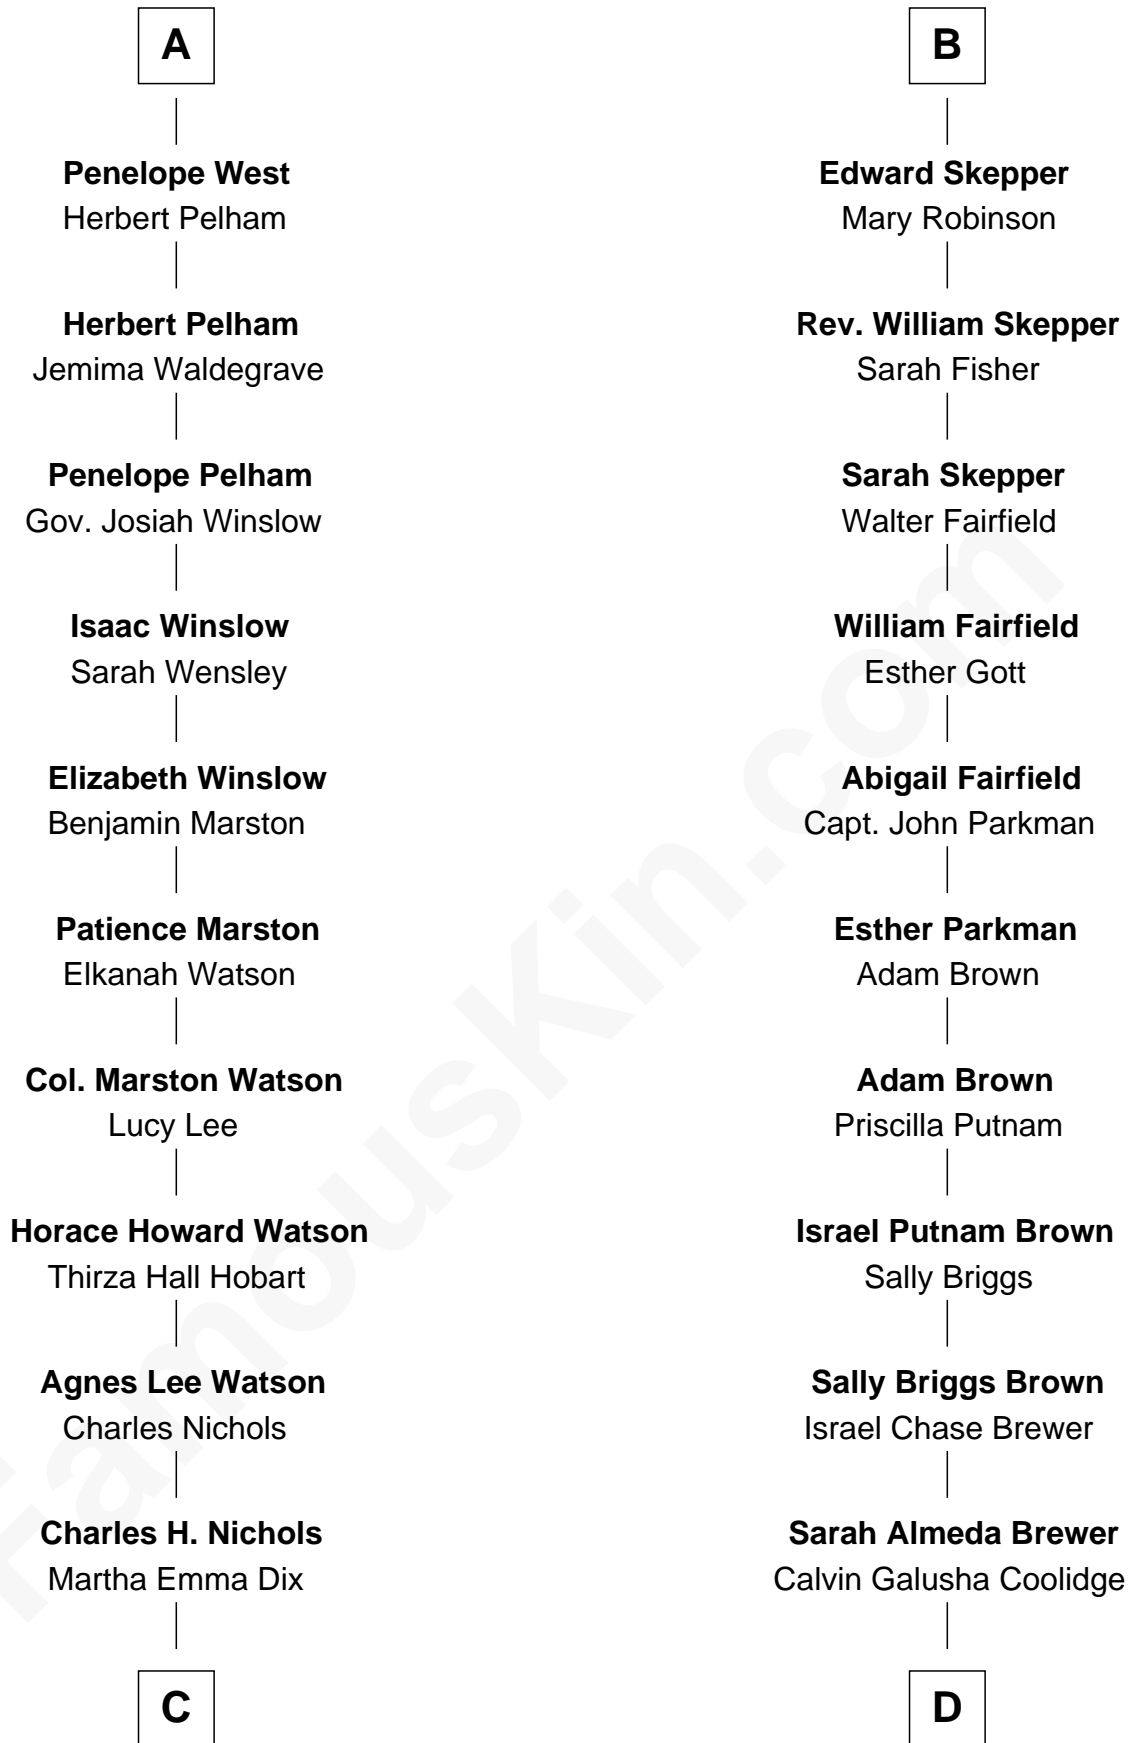 A
Penelope West
Herbert Pelham
Herbert Pelham
Jemima Waldegrave
Penelope Pelham
Gov. Josiah Winslow
Isaac Winslow
Sarah Wensley
Elizabeth Winslow
Benjamin Marston
Patience Marston
Elkanah Watson
Col. Marston Watson
Lucy Lee
Horace Howard Watson
Thirza Hall Hobart
Agnes Lee Watson
Charles Nichols
Charles H. Nichols
Martha Emma Dix
C
B
Edward Skepper
Mary Robinson
Rev. William Skepper
Sarah Fisher
Sarah Skepper
Walter Fairfield
William Fairfield
Esther Gott
Abigail Fairfield
Capt. John Parkman
Esther Parkman
Adam Brown
Adam Brown
Priscilla Putnam
Israel Putnam Brown
Sally Briggs
Sally Briggs Brown
Israel Chase Brewer
Sarah Almeda Brewer
Calvin Galusha Coolidge
D
FamousKin.com